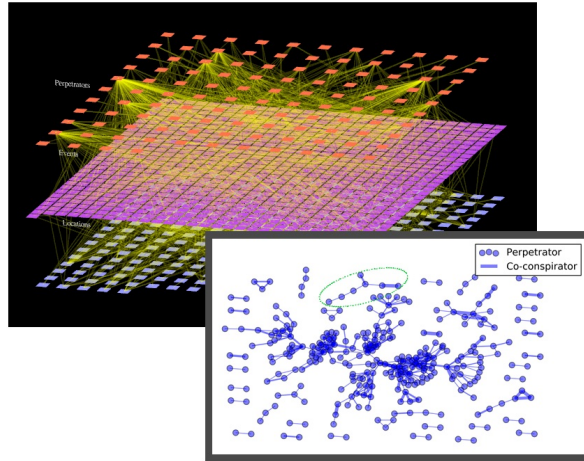 Perpetrators
Events
Locations
Perpetrator
Co-conspirator